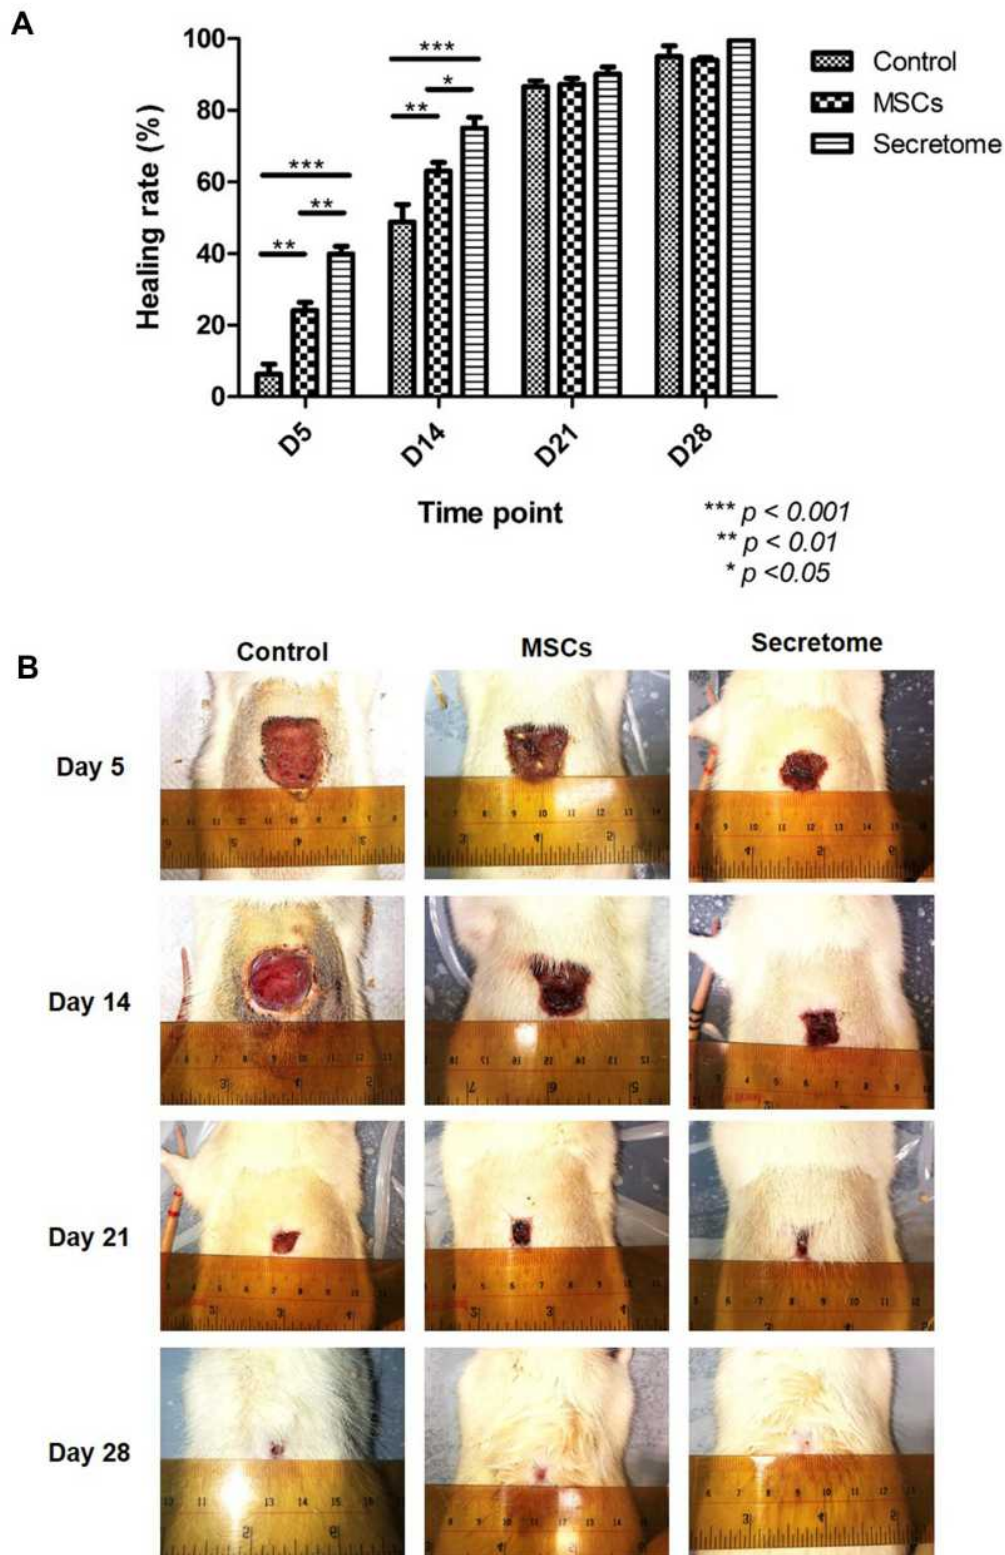 A
100
80
60
40
20
0
Healing rate (%)
***
**
**
***
*
**
Control
MSCs
Secretome
D5
D14
D21
D28
Time point
*** p < 0.001
** p < 0.01
* p <0.05
B
Control
MSCs
Secretome
Day 5
Day 14
Day 21
Day 28